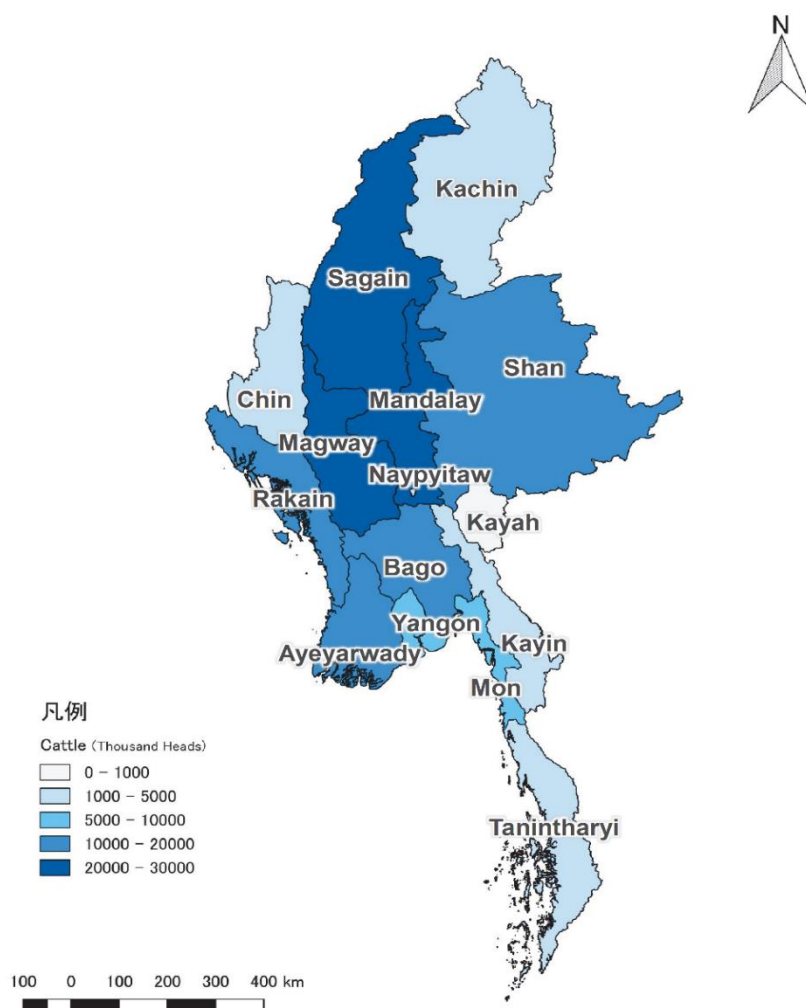 N
Kachin
Sagain
Shan
Chin
Mandalay
Magway
Naypyitaw
Rakain
Kayah
Bago
Yangon
Kayin
Ayeyarwady
Mon
凡例
Cattle (Thousand Heads)
0 - 1000
1000 - 5000
5000 - 10000
10000 - 20000
20000 - 30000
Tanintharyi
100 0 100 200 300 400 km